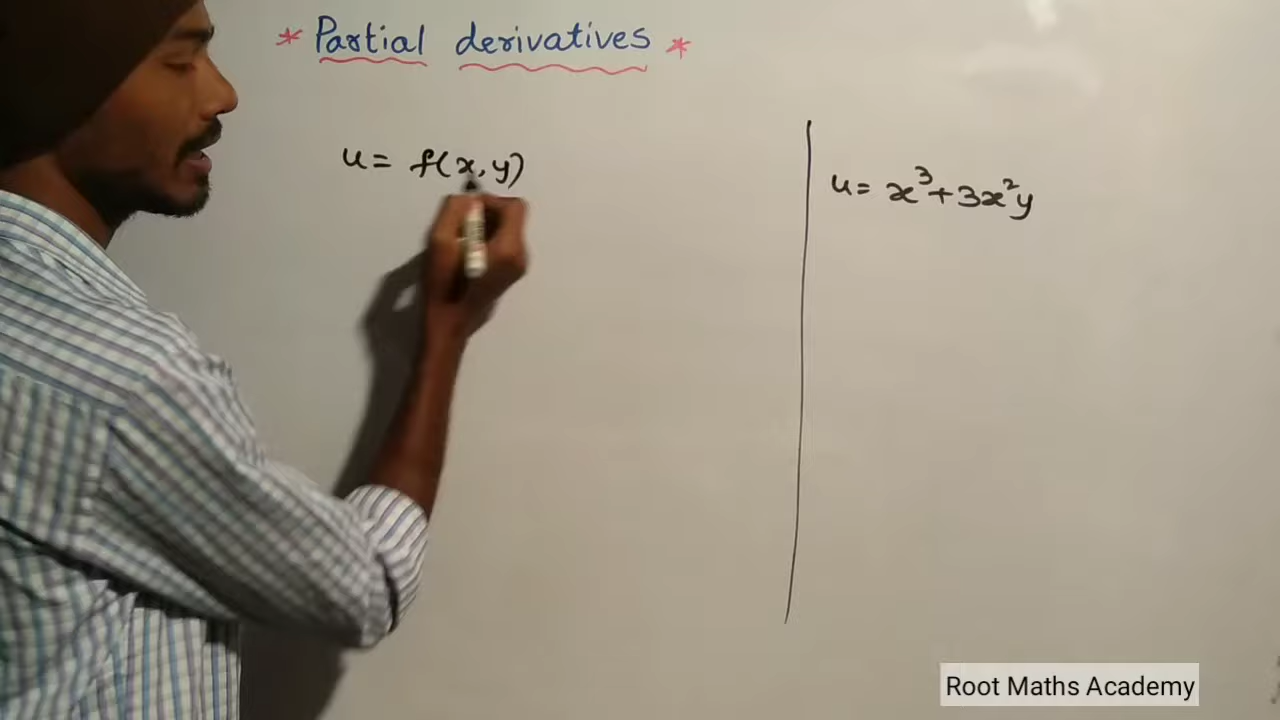 * Partial derivatives *
u = f(x, y)
u = x³ + 3x²y
Root Maths Academy